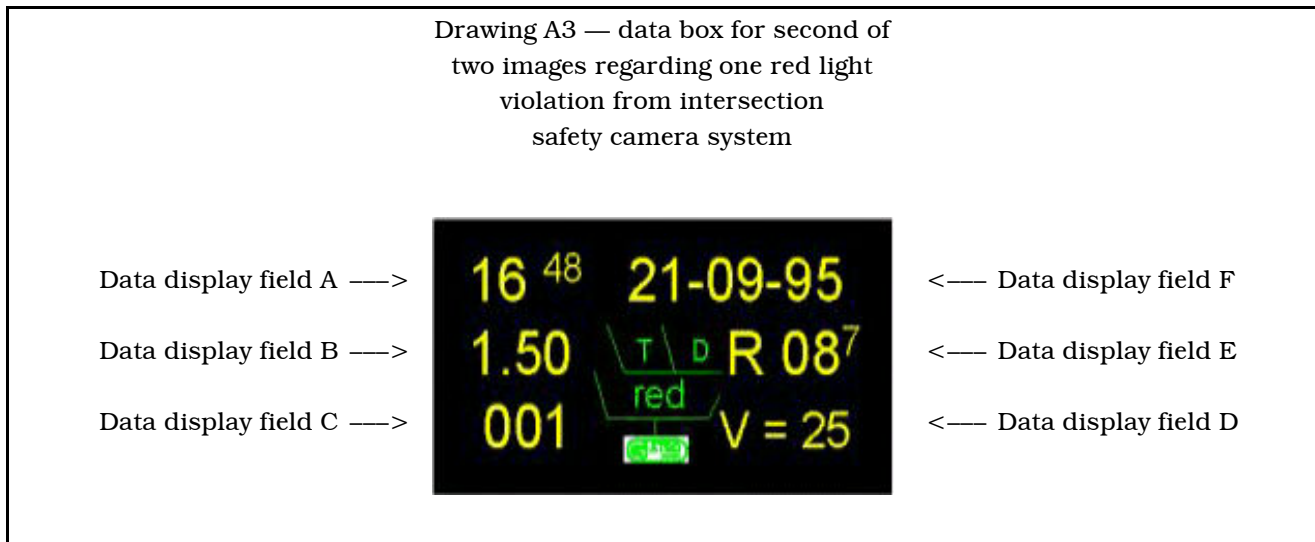 Drawing A3 — data box for second of
two images regarding one red light
violation from intersection
safety camera system
Data display field A –––> 16 48 21-09-95 <––– Data display field F
Data display field B –––> 1.50 T D R 08⁷ <––– Data display field E
red
Data display field C –––> 001 V = 25 <––– Data display field D